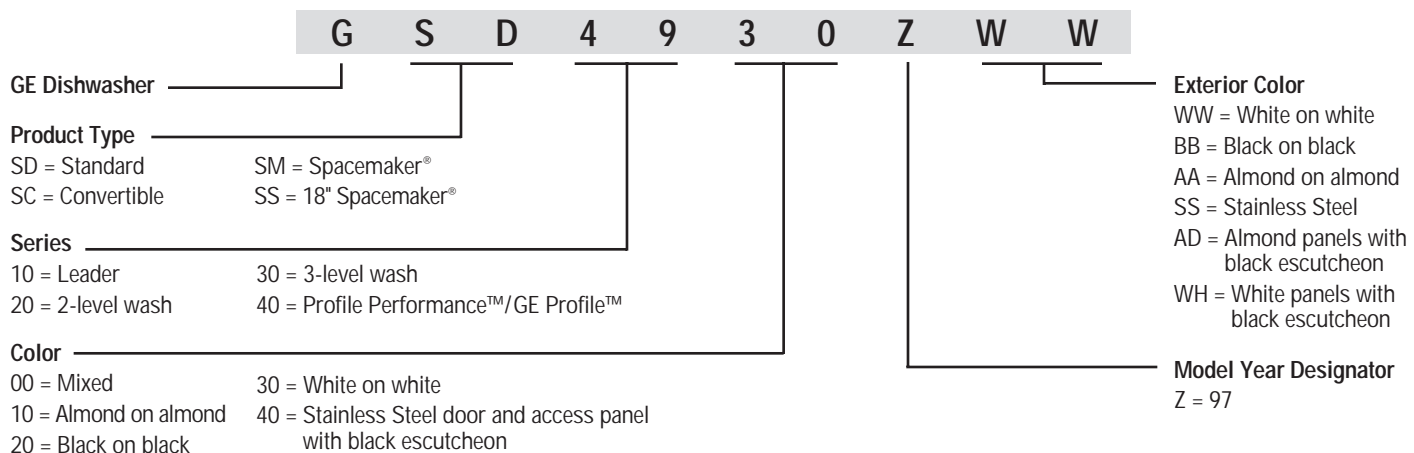 G S D 4 9 3 0 Z W W
GE Dishwasher
Product Type
SD = Standard SM = Spacemaker®
SC = Convertible SS = 18" Spacemaker®
Series
10 = Leader 30 = 3-level wash
20 = 2-level wash 40 = Profile Performance™/GE Profile™
Color
00 = Mixed 30 = White on white
10 = Almond on almond 40 = Stainless Steel door and access panel
with black escutcheon
20 = Black on black
Exterior Color
WW = White on white
BB = Black on black
AA = Almond on almond
SS = Stainless Steel
AD = Almond panels with
black escutcheon
WH = White panels with
black escutcheon
Model Year Designator
Z = 97